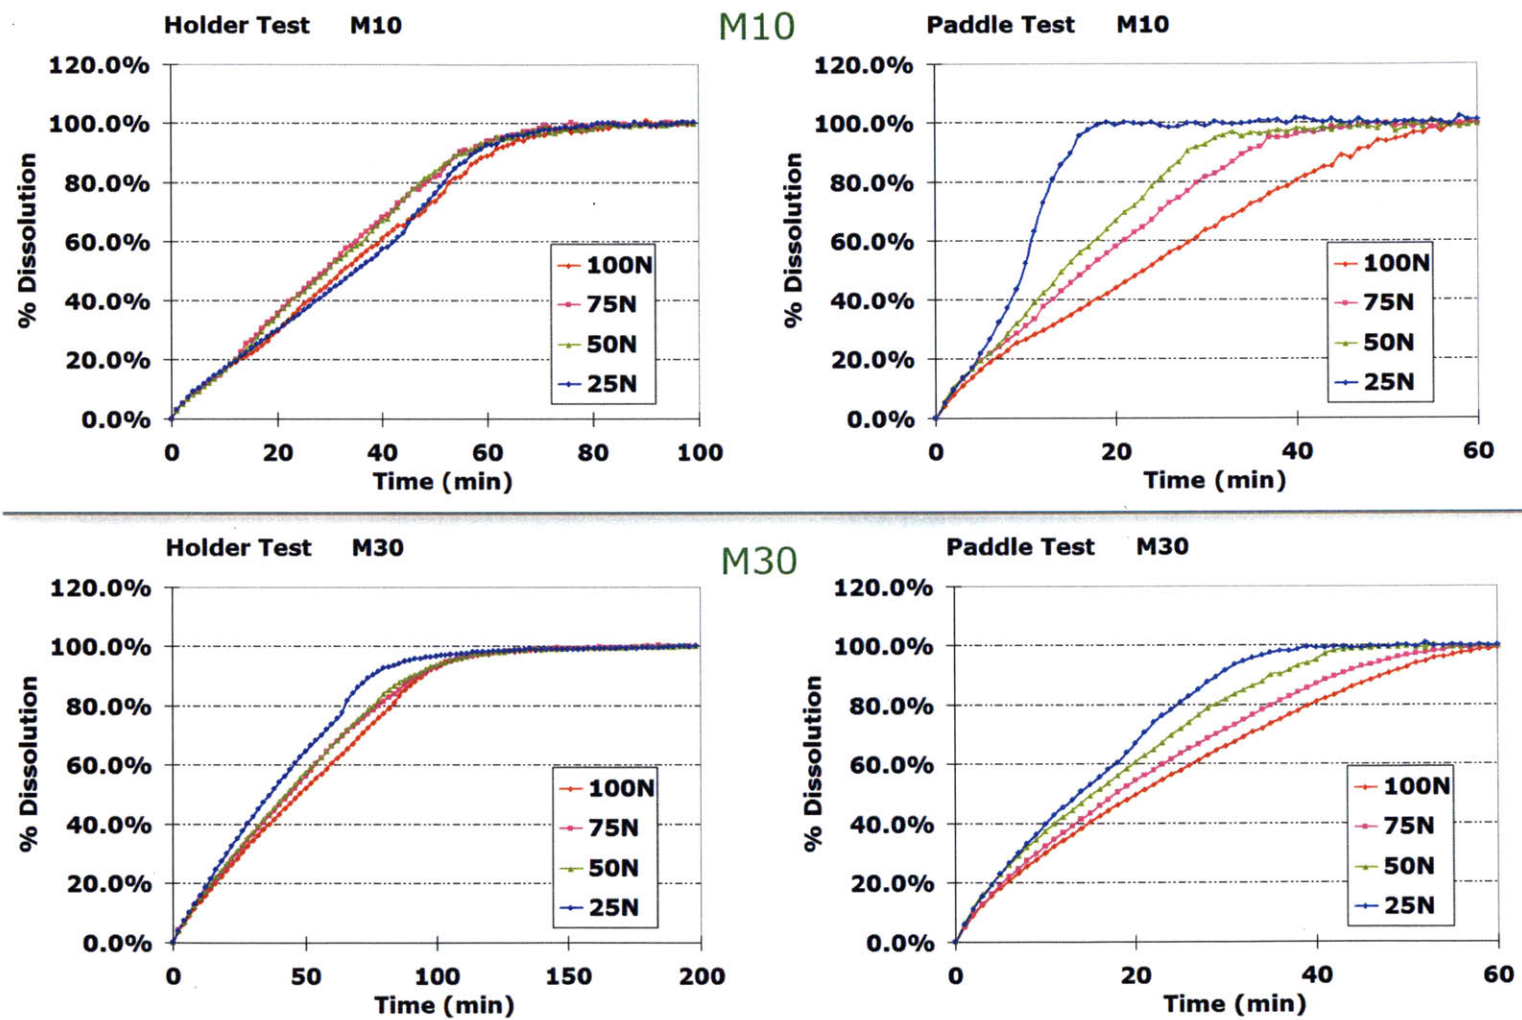 Holder Test M10
M10
Paddle Test M10
120.0%
100.0%
80.0%
60.0%
40.0%
20.0%
0.0%
% Dissolution
0 20 40 60 80 100
Time (min)
100N
75N
50N
25N
120.0%
100.0%
80.0%
60.0%
40.0%
20.0%
0.0%
% Dissolution
0 20 40 60
Time (min)
100N
75N
50N
25N
Holder Test M30
M30
Paddle Test M30
120.0%
100.0%
80.0%
60.0%
40.0%
20.0%
0.0%
% Dissolution
0 50 100 150 200
Time (min)
100N
75N
50N
25N
120.0%
100.0%
80.0%
60.0%
40.0%
20.0%
0.0%
% Dissolution
0 20 40 60
Time (min)
100N
75N
50N
25N